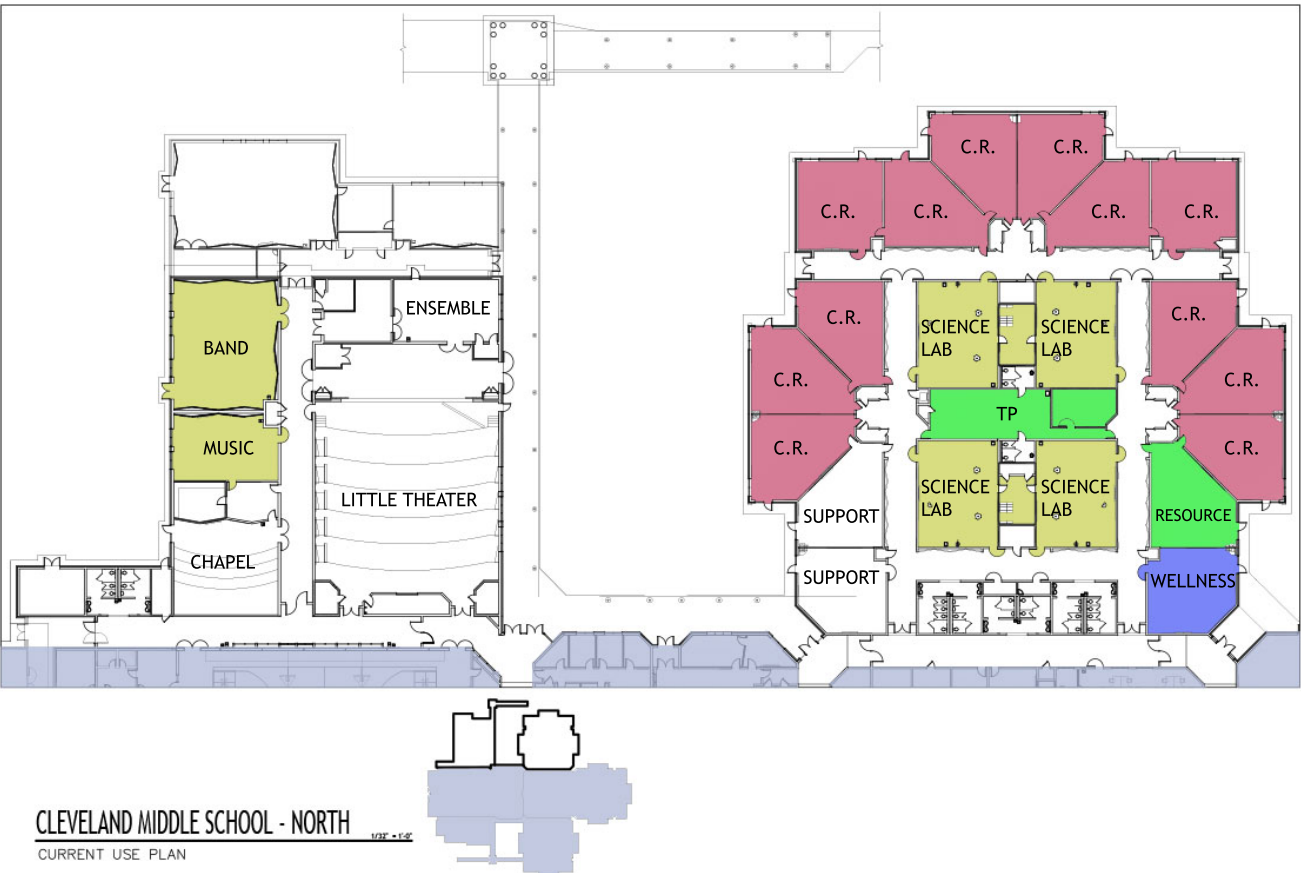 C.R.
C.R.
C.R.
C.R.
C.R.
C.R.
ENSEMBLE
C.R.
C.R.
BAND
SCIENCE
LAB
SCIENCE
LAB
C.R.
C.R.
TP
MUSIC
C.R.
C.R.
LITTLE THEATER
SCIENCE
LAB
SCIENCE
LAB
SUPPORT
RESOURCE
CHAPEL
SUPPORT
WELLNESS
CLEVELAND MIDDLE SCHOOL - NORTH
1/32" = 1'-0"
CURRENT USE PLAN